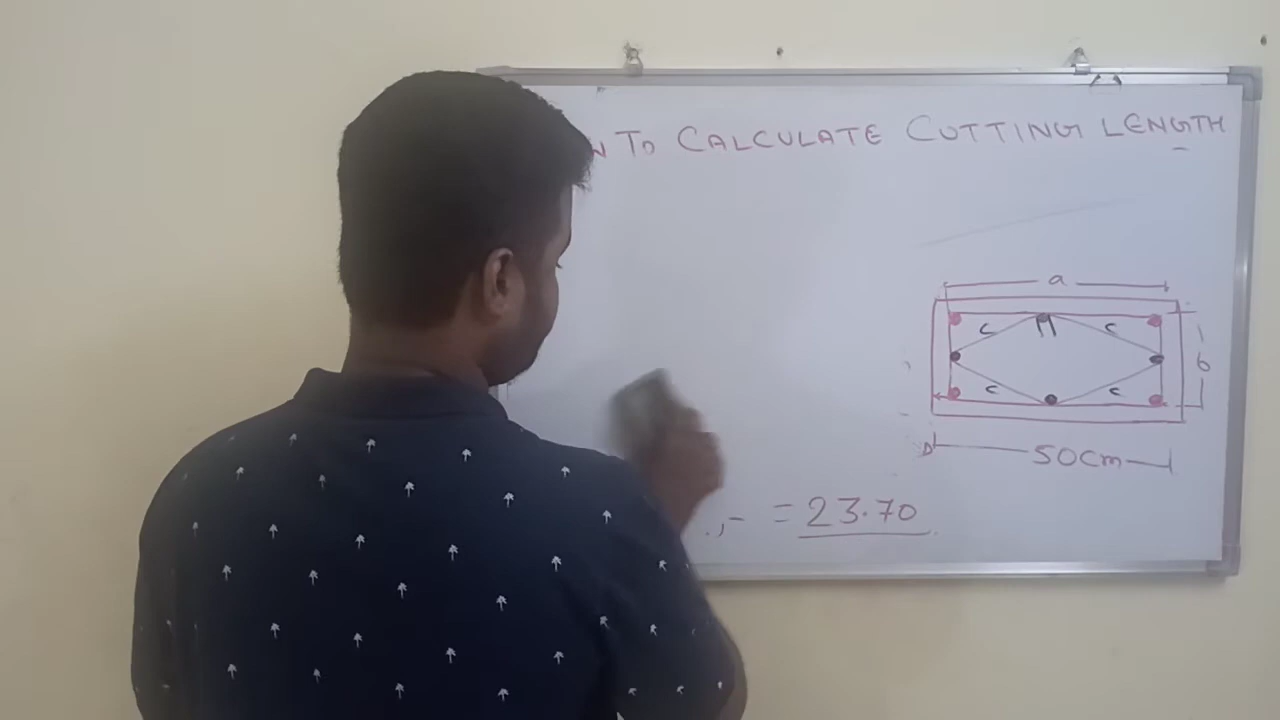 To CALCULATE CUTTING LENGTH
a
c c
b
c c
D 50cm
= 23.70